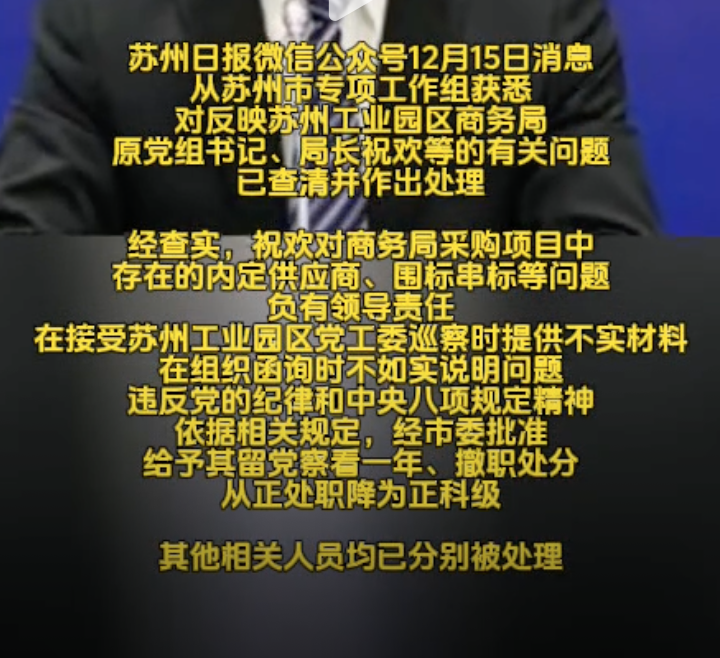 苏州日报微信公众号12月15日消息
从苏州市专项工作组获悉
对反映苏州工业园区商务局
原党组书记、局长祝欢等的有关问题
已查清并作出处理
经查实，祝欢对商务局采购项目中
存在的内定供应商、围标串标等问题
负有领导责任
在接受苏州工业园区党工委巡察时提供不实材料
在组织函询时不如实说明问题
违反党的纪律和中央八项规定精神
依据相关规定，经市委批准
给予其留党察看一年、撤职处分
从正处职降为正科级
其他相关人员均已分别被处理